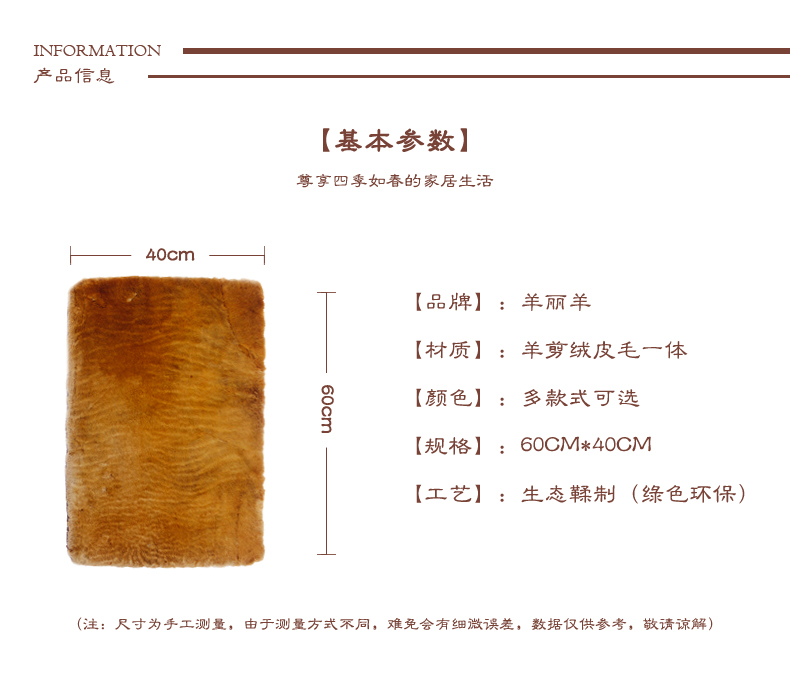 INFORMATION
产品信息
【基本参数】
尊享四季如春的家居生活
40cm
60cm
【品牌】：羊丽羊
【材质】：羊剪绒皮毛一体
【颜色】：多款式可选
【规格】：60CM*40CM
【工艺】：生态鞣制（绿色环保）
（注：尺寸为手工测量，由于测量方式不同，难免会有细微误差，数据仅供参考，敬请谅解）